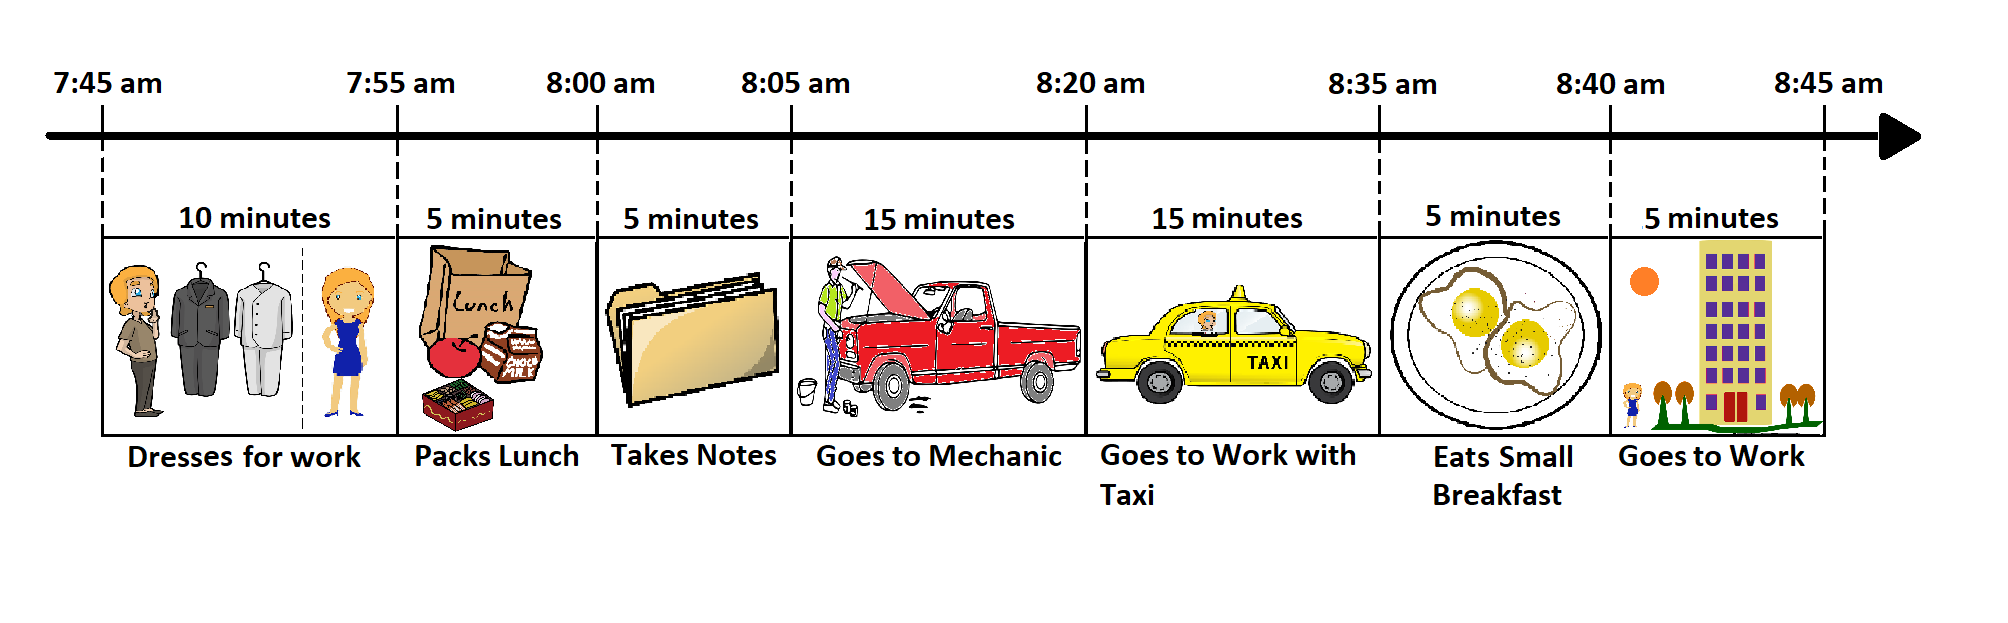 7:45 am 7:55 am 8:00 am 8:05 am 8:20 am 8:35 am 8:40 am 8:45 am
10 minutes 5 minutes 5 minutes 15 minutes 15 minutes 5 minutes 5 minutes
Lunch
CHOCO
MILK
TAXI
Dresses for work
Packs Lunch
Takes Notes
Goes to Mechanic
Goes to Work with
Taxi
Eats Small
Breakfast
Goes to Work